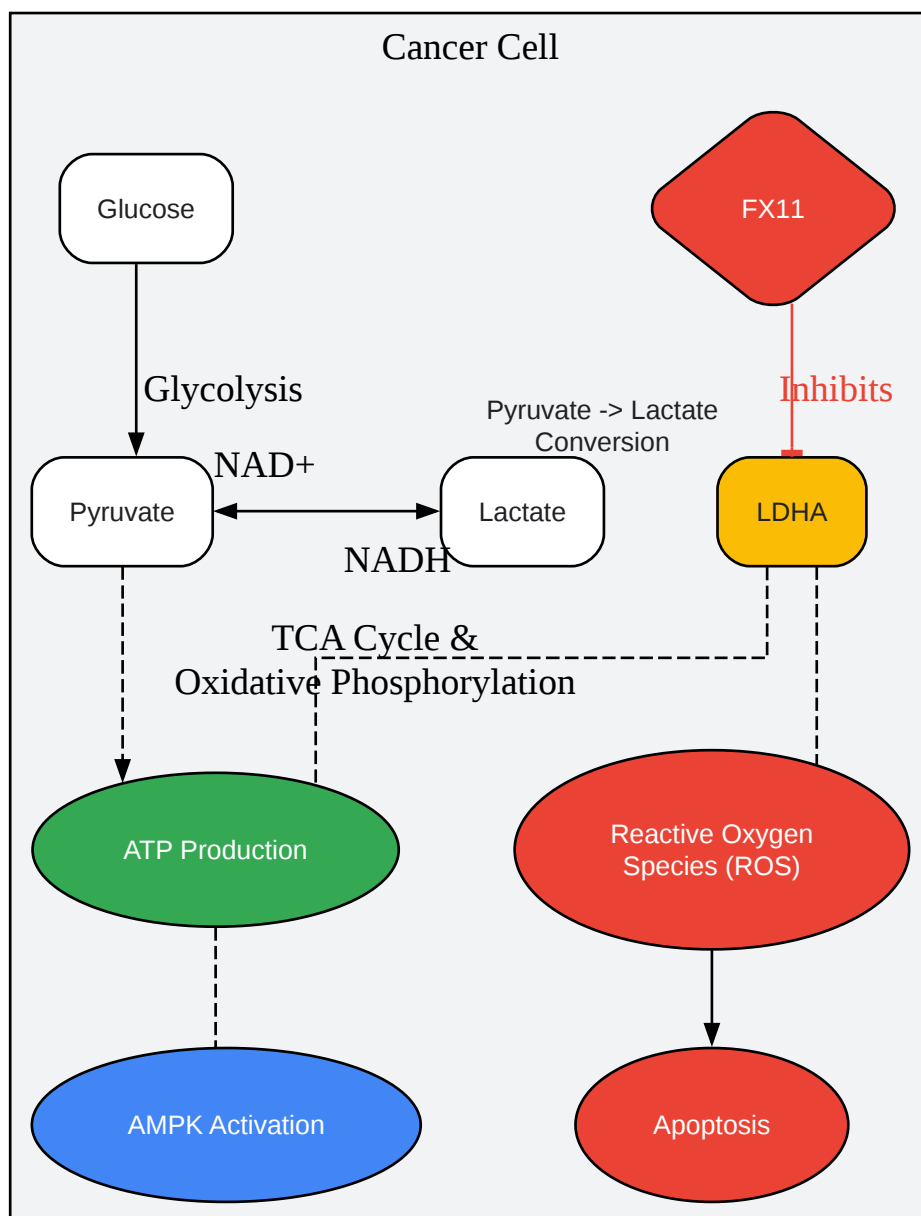 Cancer Cell
Glucose
FX11
Glycolysis
Inhibits
Pyruvate -> Lactate
Conversion
NAD+
Pyruvate
Lactate
LDHA
NADH
TCA Cycle &
Oxidative Phosphorylation
ATP Production
Reactive Oxygen
Species (ROS)
AMPK Activation
Apoptosis